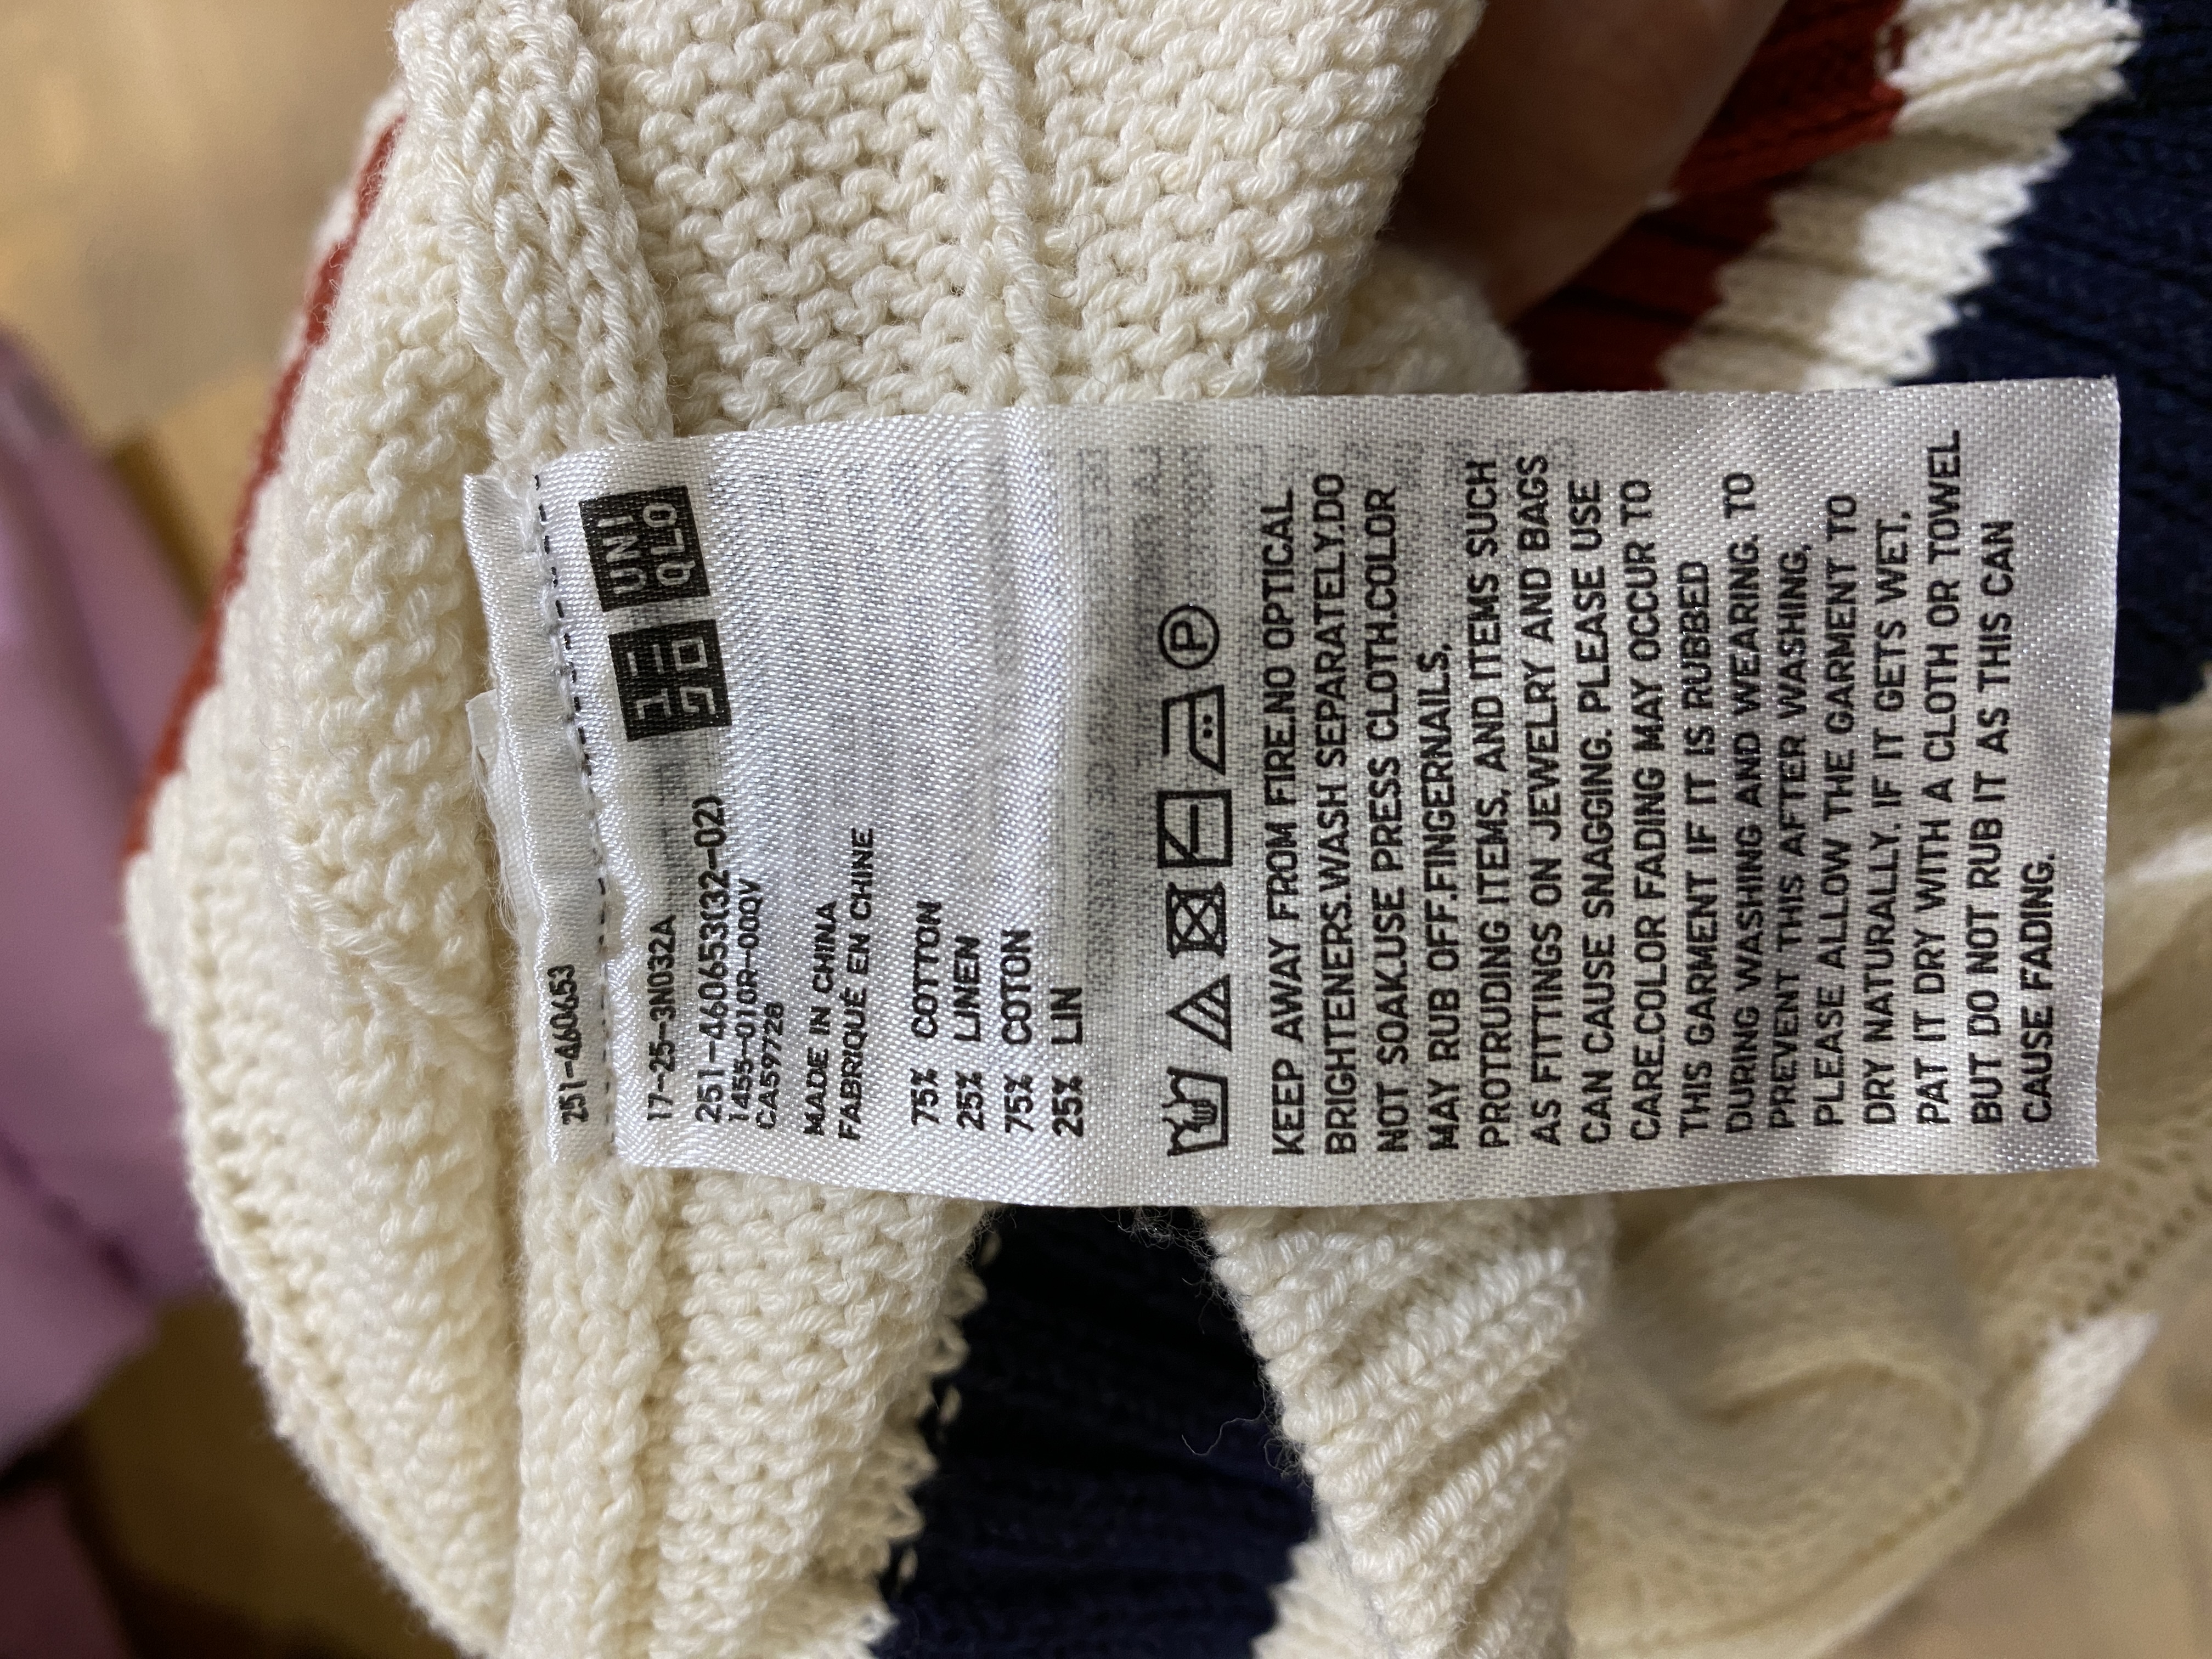 251-460653
17-25-3N032A
251-460653(32-02)
1455-01GR-00QV
CA59728
ユニ
クロ
UNI
QLO
MADE IN CHINA
FABRIQUÉ EN CHINE
75% COTTON
25% LINEN
75% COTON
25% LIN
P
KEEP AWAY FROM FIRE.NO OPTICAL
BRIGHTENERS.WASH SEPARATELY.DO
NOT SOAK.USE PRESS CLOTH.COLOR
MAY RUB OFF.FINGERNAILS,
PROTRUDING ITEMS, AND ITEMS SUCH
AS FITTINGS ON JEWELRY AND BAGS
CAN CAUSE SNAGGING. PLEASE USE
CARE.COLOR FADING MAY OCCUR TO
THIS GARMENT IF IT IS RUBBED
DURING WASHING AND WEARING. TO
PREVENT THIS AFTER WASHING,
PLEASE ALLOW THE GARMENT TO
DRY NATURALLY. IF IT GETS WET,
PAT IT DRY WITH A CLOTH OR TOWEL
BUT DO NOT RUB IT AS THIS CAN
CAUSE FADING.